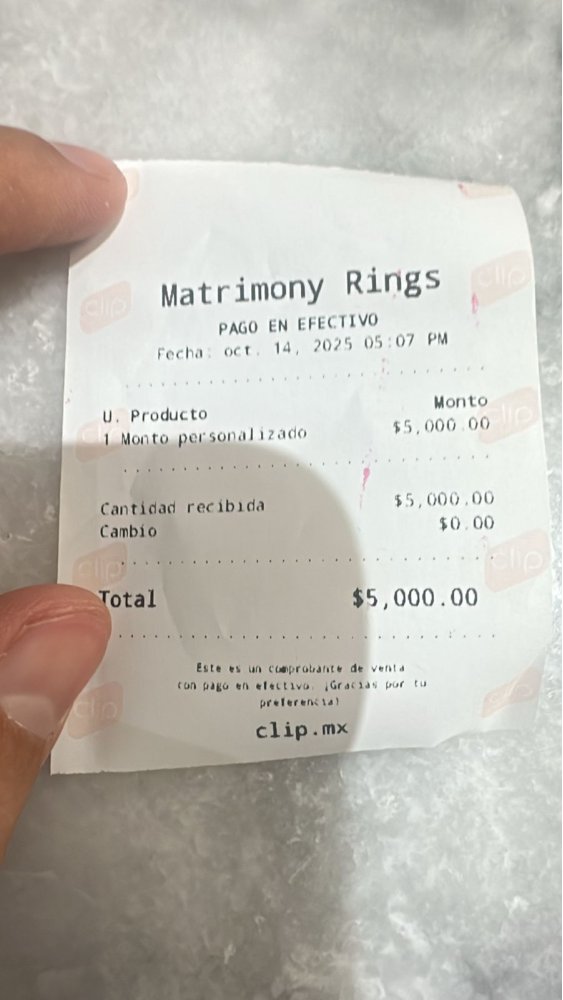 Matrimony Rings
PAGO EN EFECTIVO
Fecha: oct. 14, 2025 05:07 PM
U. Producto Monto
1 Monto personalizado $5,000.00
Cantidad recibida $5,000.00
Cambio $0.00
Total $5,000.00
Este es un comprobante de venta
con pago en efectivo. ¡Gracias por tu
preferencia!
clip.mx